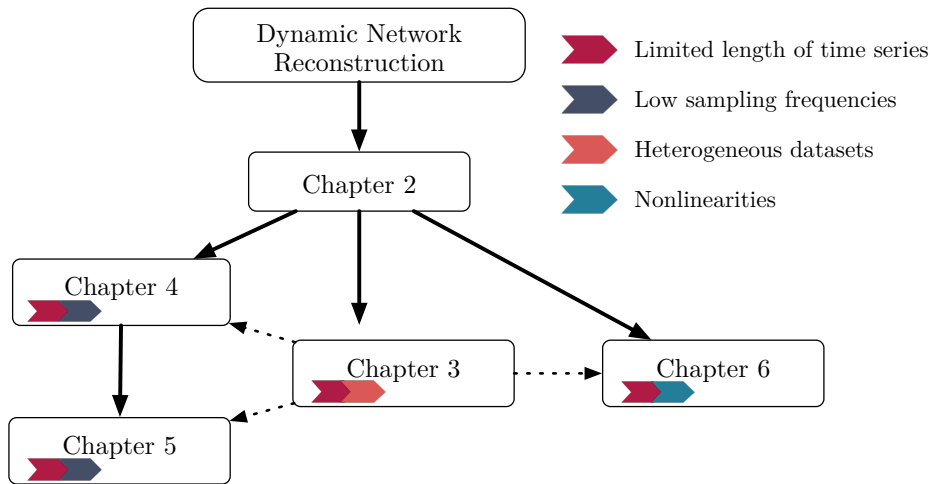 Dynamic Network
Reconstruction
Limited length of time series
Low sampling frequencies
Heterogeneous datasets
Nonlinearities
Chapter 2
Chapter 4
Chapter 3
Chapter 6
Chapter 5